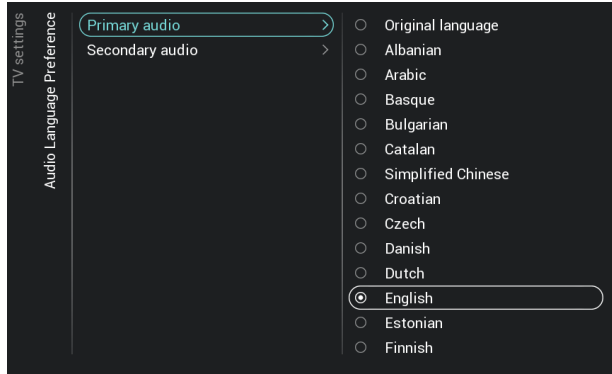 TV settings
Audio Language Preference
Primary audio
Secondary audio
Original language
Albanian
Arabic
Basque
Bulgarian
Catalan
Simplified Chinese
Croatian
Czech
Danish
Dutch
English
Estonian
Finnish